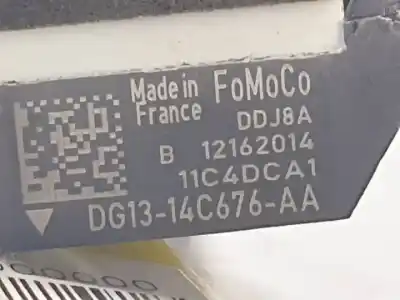 Made in
France
FoMoCo
DDJ8A
B 12162014
11C4DCA1
DG13-14C676-AA